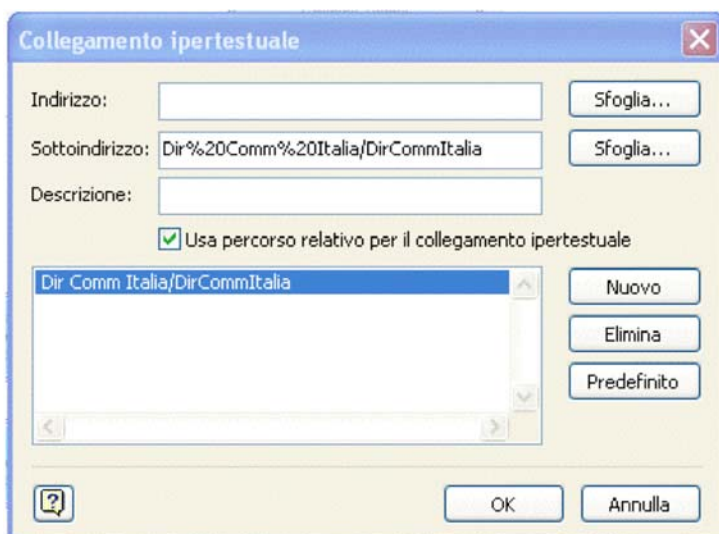 Collegamento ipertestuale
Indirizzo:
Sfoglia...
Sottoindirizzo: Dir%20Comm%20Italia/DirCommItalia
Sfoglia...
Descrizione:
Usa percorso relativo per il collegamento ipertestuale
Dir Comm Italia/DirCommItalia
Nuovo
Elimina
Predefinito
?
OK
Annulla